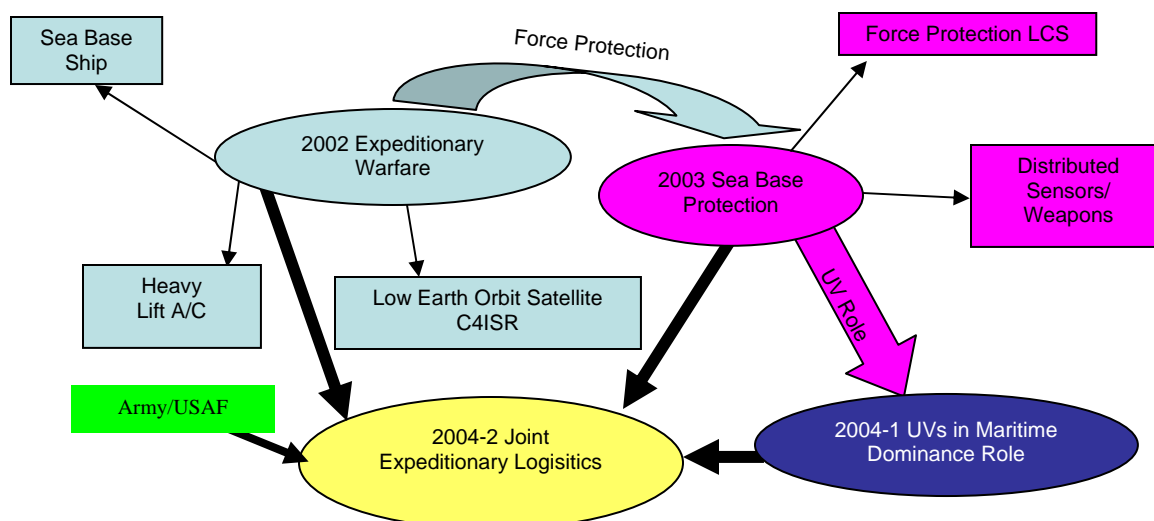 Sea Base
Ship
Force Protection
Force Protection LCS
2002 Expeditionary
Warfare
2003 Sea Base
Protection
Distributed
Sensors/
Weapons
Heavy
Lift A/C
Low Earth Orbit Satellite
C4ISR
UV Role
Army/USAF
2004-2 Joint
Expeditionary Logisitics
2004-1 UVs in Maritime
Dominance Role